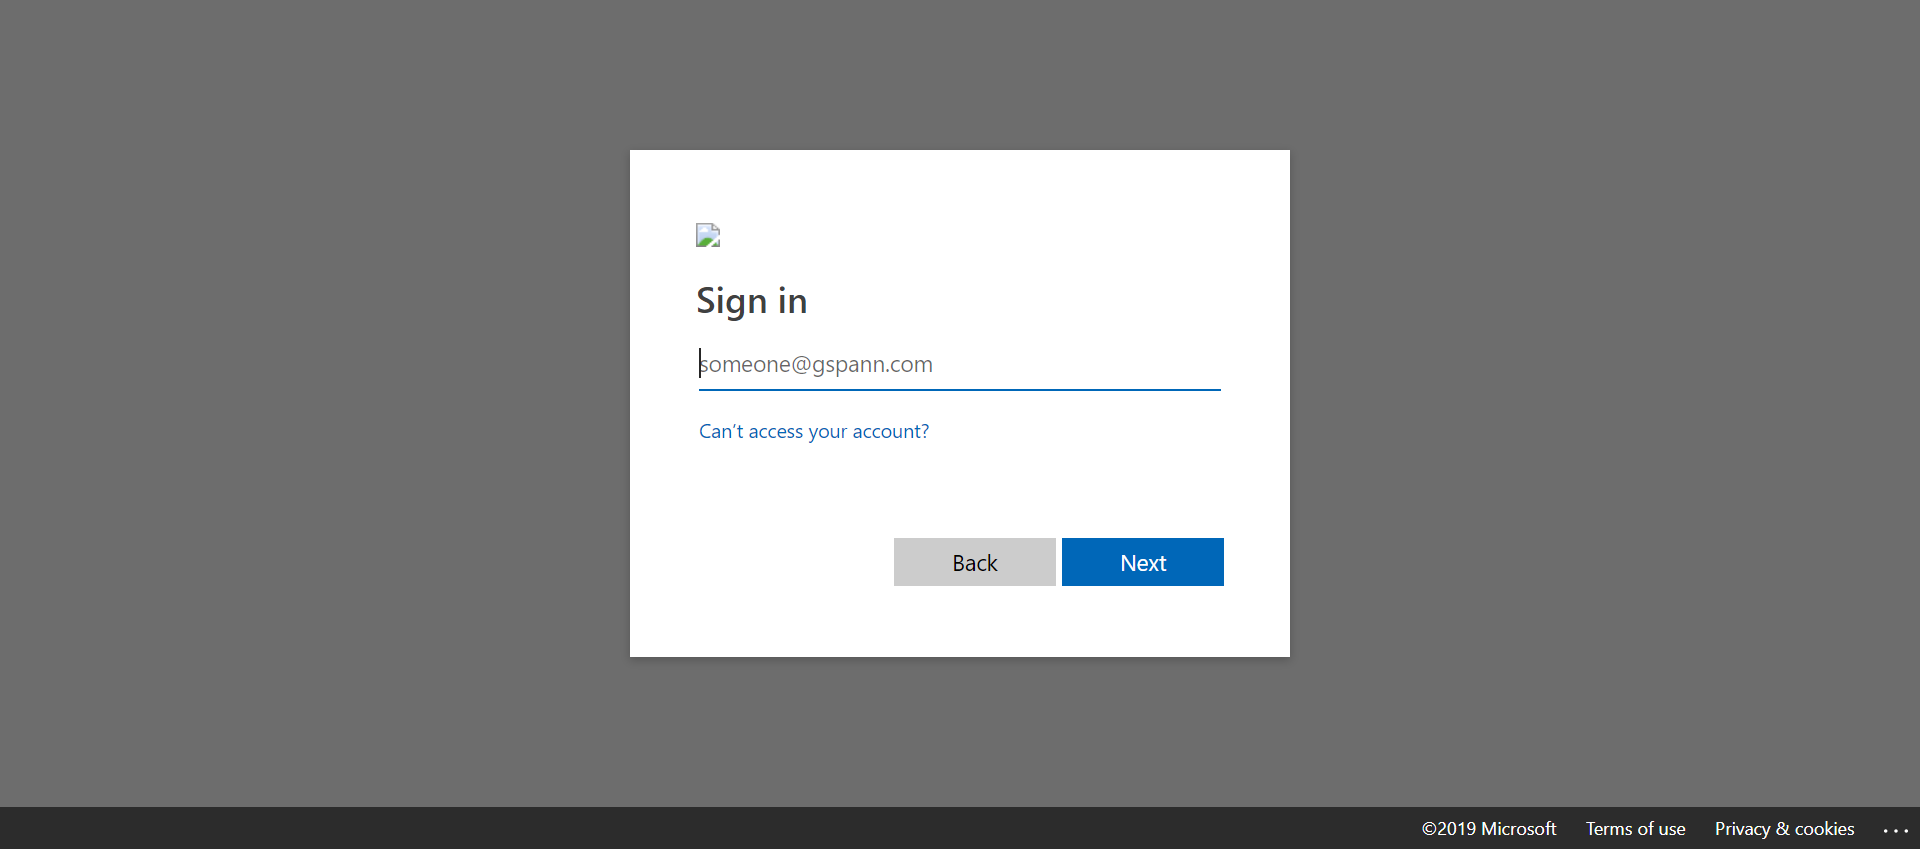 Sign in
someone@gspann.com
Can't access your account?
Back Next
©2019 Microsoft Terms of use Privacy & cookies ...